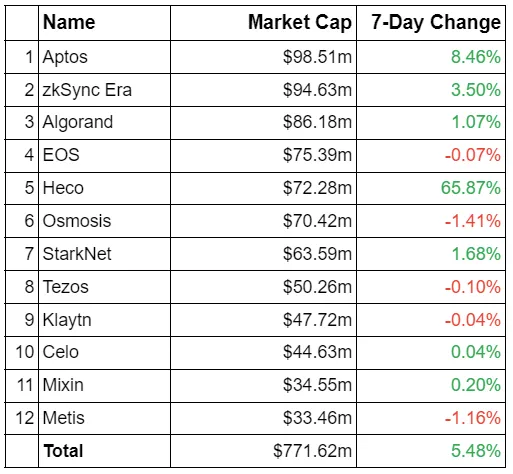 Name Market Cap 7-Day Change
1 Aptos $98.51m 8.46%
2 zkSync Era $94.63m 3.50%
3 Algorand $86.18m 1.07%
4 EOS $75.39m -0.07%
5 Heco $72.28m 65.87%
6 Osmosis $70.42m -1.41%
7 StarkNet $63.59m 1.68%
8 Tezos $50.26m -0.10%
9 Klaytn $47.72m -0.04%
10 Celo $44.63m 0.04%
11 Mixin $34.55m 0.20%
12 Metis $33.46m -1.16%
Total $771.62m 5.48%